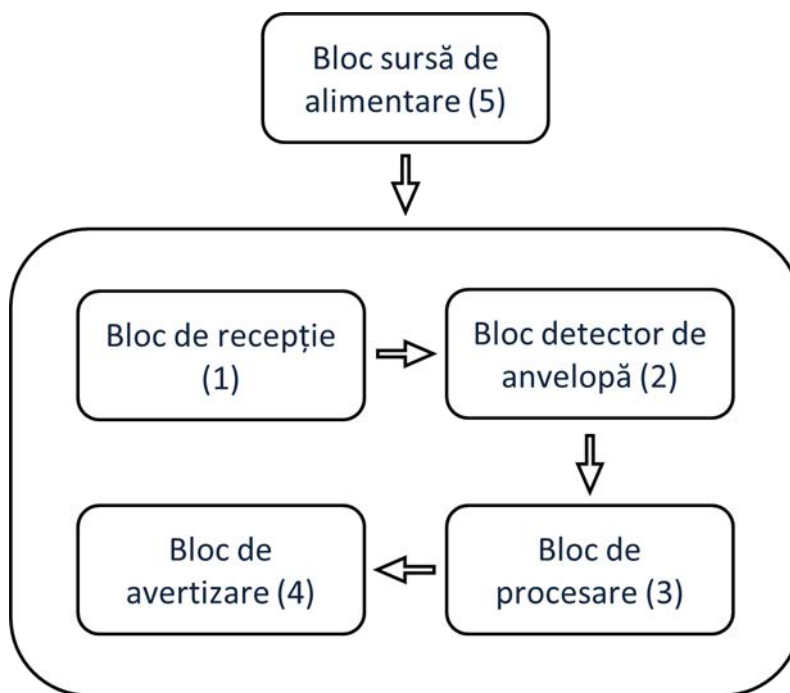 Bloc sursă de
alimentare (5)
Bloc de recepție
(1)
Bloc detector de
anvelopă (2)
Bloc de
avertizare (4)
Bloc de
procesare (3)